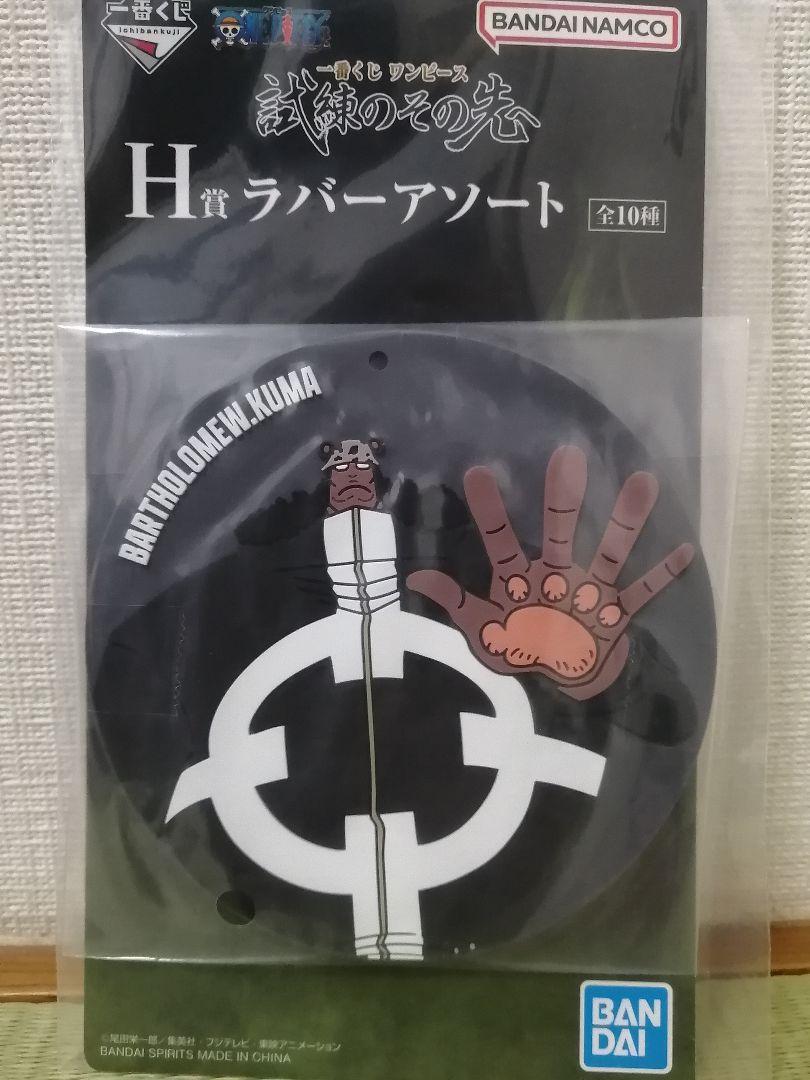 一番くじ
ichibankuji
BANDAI NAMCO
一番くじ ワンピース
試練のその先
H賞 ラバーアソート 全10種
BARTHOLOMEW.KUMA
©尾田栄一郎／集英社・フジテレビ・東映アニメーション
BANDAI SPIRITS MADE IN CHINA
BAN
DAI